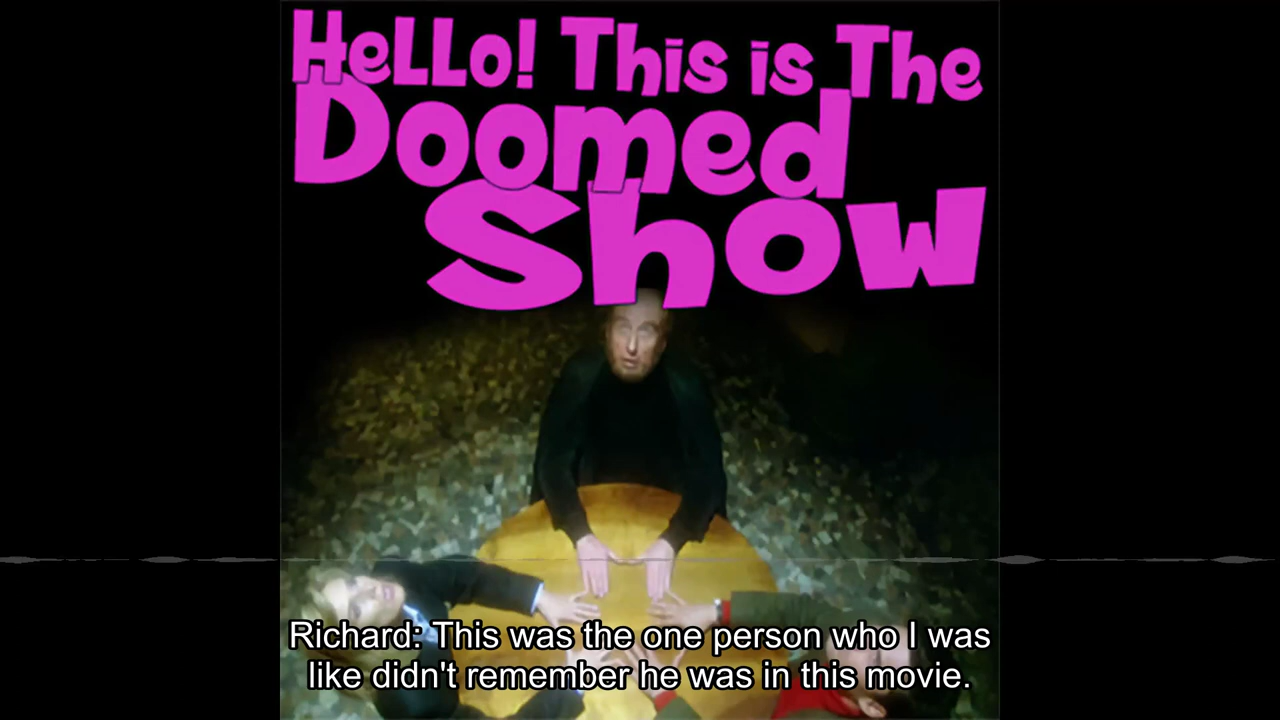 HeLLo! This is The
Doomed
Show
Richard: This was the one person who I was
like didn't remember he was in this movie.